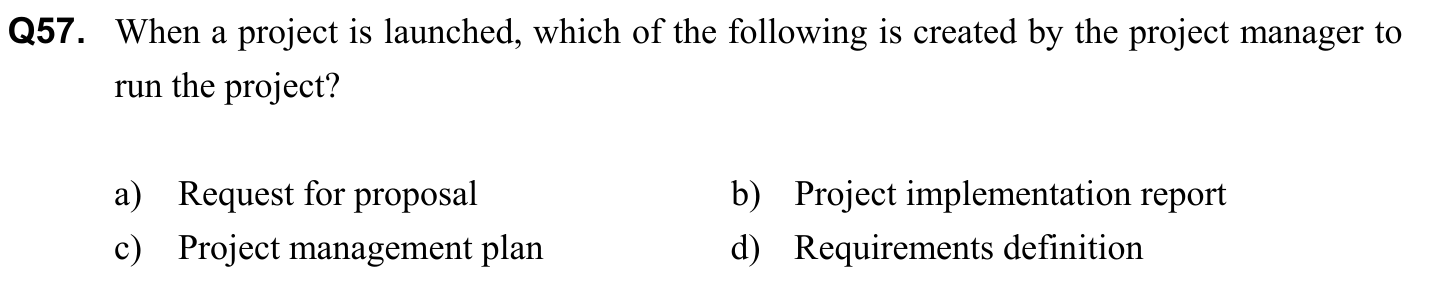 Q57. When a project is launched, which of the following is created by the project manager to
run the project?
a) Request for proposal b) Project implementation report
c) Project management plan d) Requirements definition